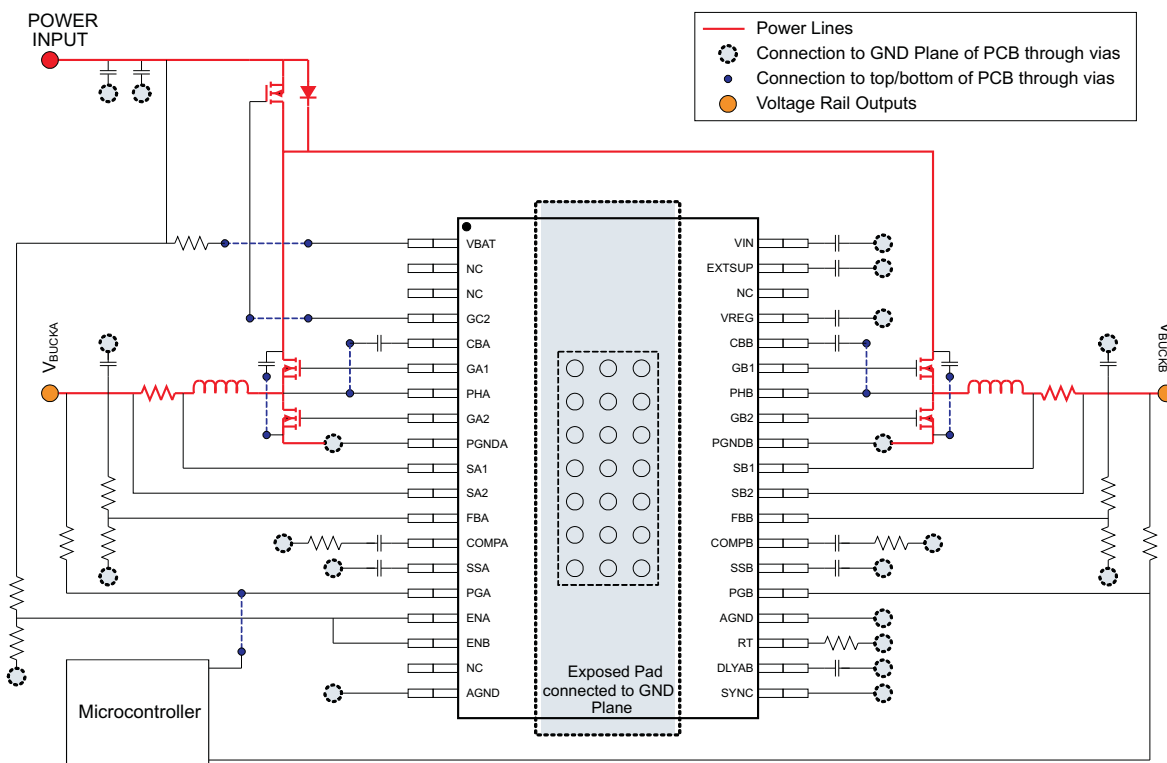 POWER
INPUT
Power Lines
Connection to GND Plane of PCB through vias
Connection to top/bottom of PCB through vias
Voltage Rail Outputs
VBUCKA
VBUCKB
VBAT
NC
NC
GC2
CBA
GA1
PHA
GA2
PGNDA
SA1
SA2
FBA
COMPA
SSA
PGA
ENA
ENB
NC
AGND
VIN
EXTSUP
NC
VREG
CBB
GB1
PHB
GB2
PGNDB
SB1
SB2
FBB
COMPB
SSB
PGB
AGND
RT
DLYAB
SYNC
Exposed Pad
connected to GND
Plane
Microcontroller